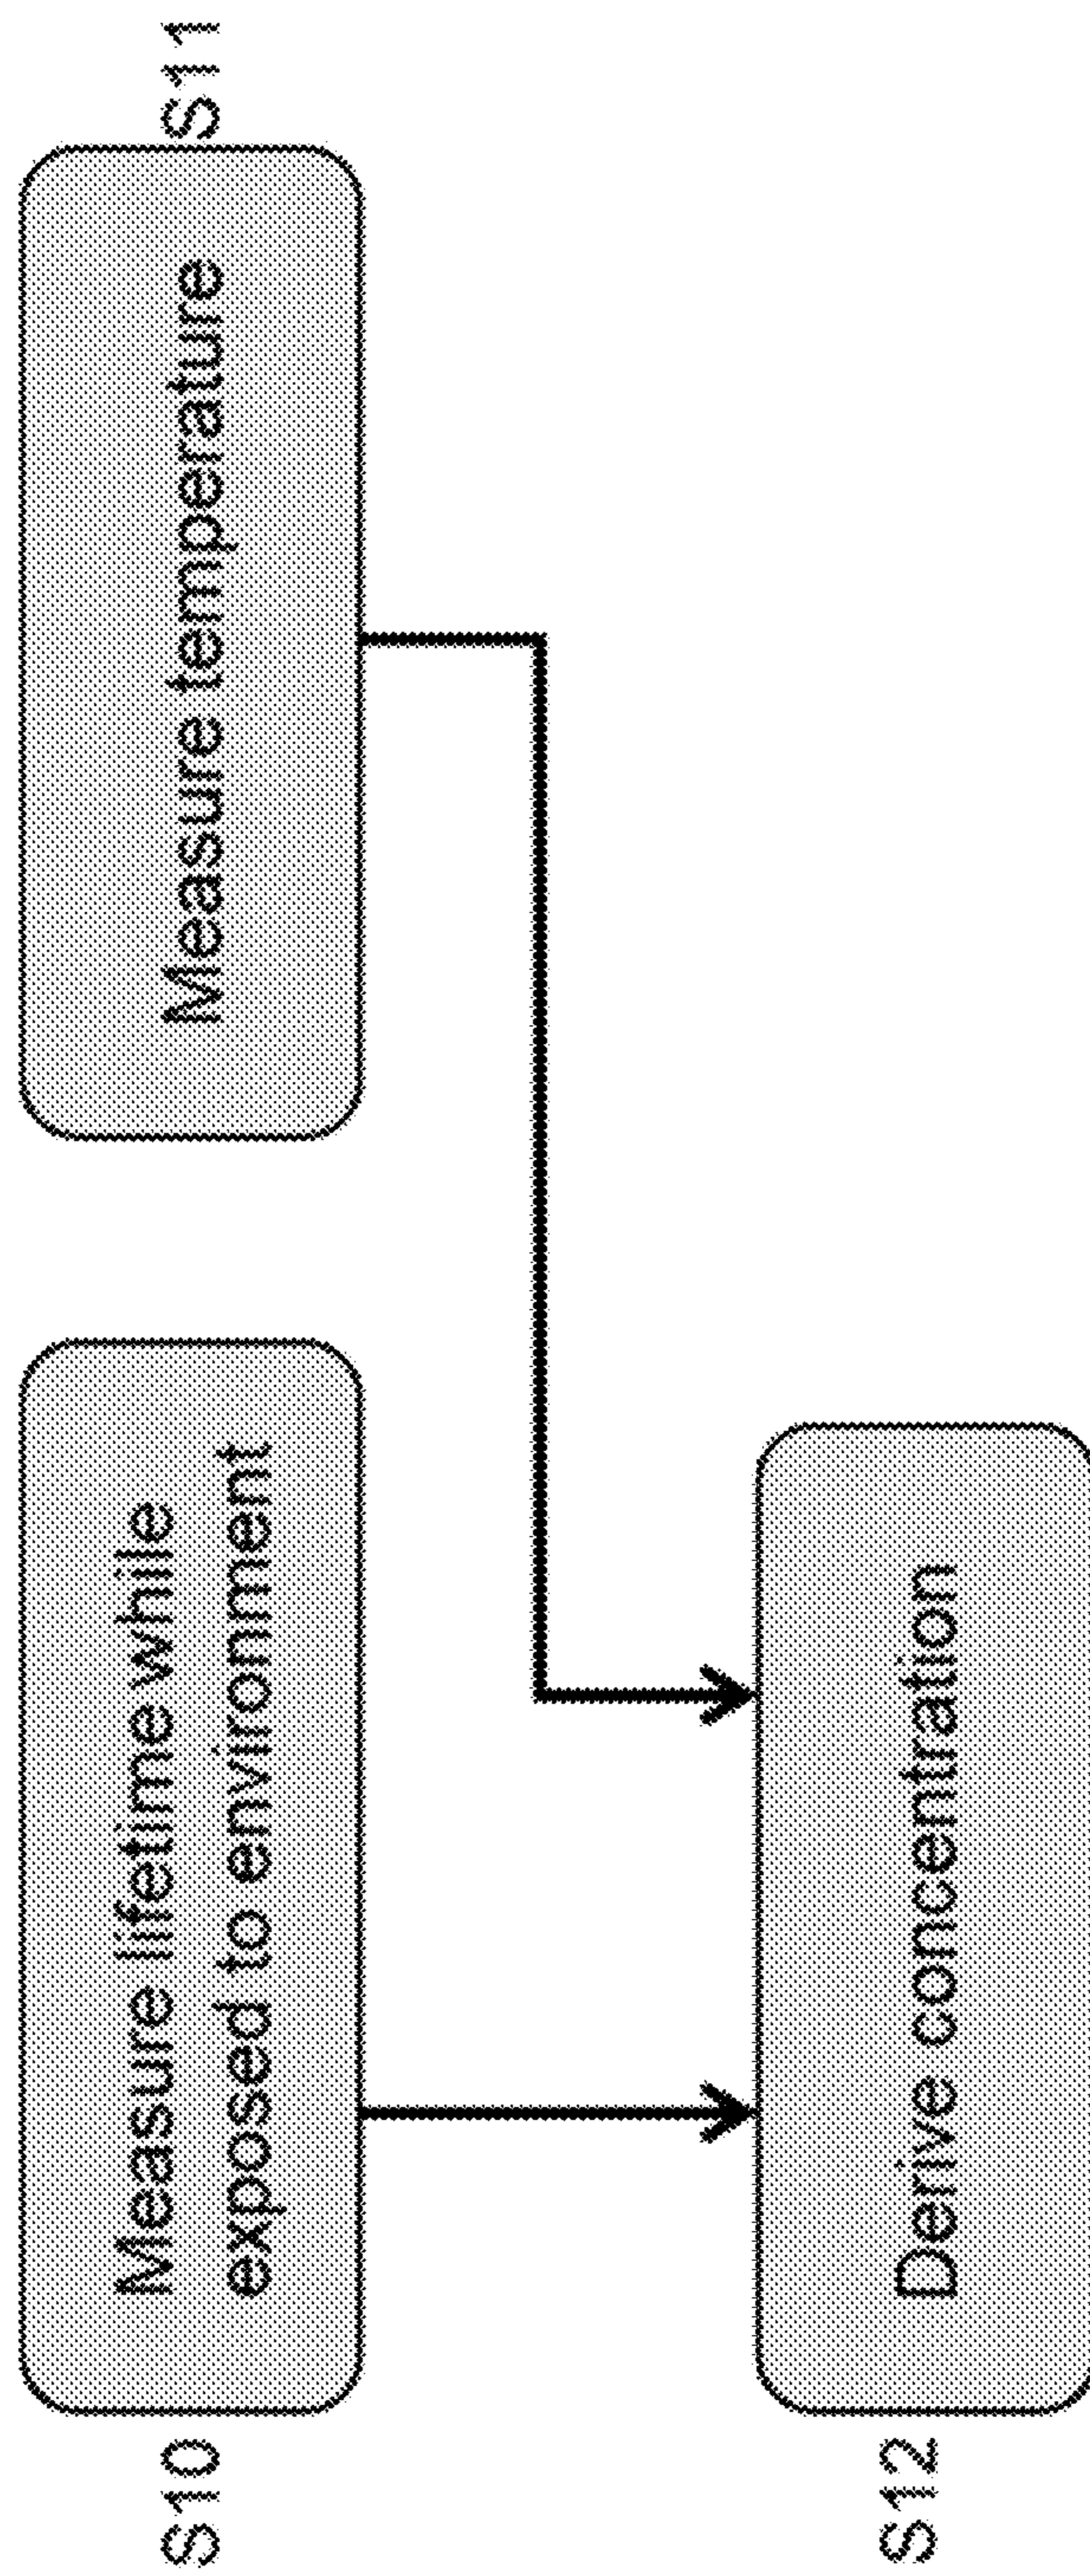 S10
Measure lifetime while
exposed to environment
Measure temperature
S11
S12
Derive concentration